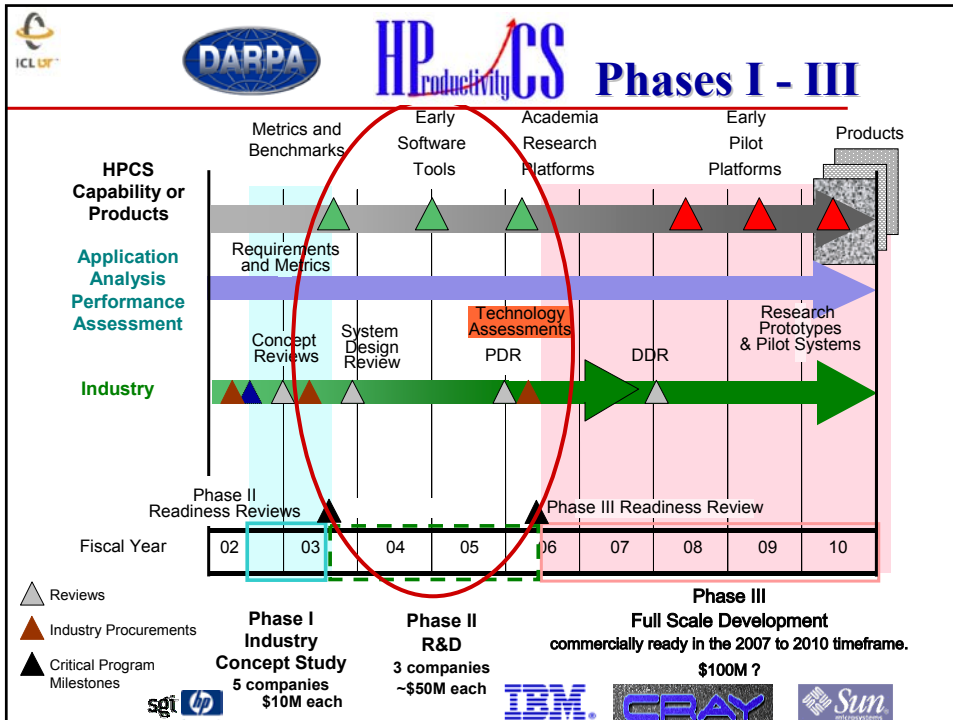 ICL UT
DARPA
HProductivityCS
Phases I - III
Metrics and
Benchmarks
Early
Software
Tools
Academia
Research
Platforms
Early
Pilot
Platforms
Products
HPCS
Capability or
Products
Application
Analysis
Performance
Assessment
Requirements
and Metrics
Industry
Concept
Reviews
System
Design
Review
Technology
Assessments
PDR
DDR
Research
Prototypes
& Pilot Systems
Phase II
Readiness Reviews
Phase III Readiness Review
Fiscal Year
02
03
04
05
06
07
08
09
10
Reviews
Industry Procurements
Critical Program
Milestones
Phase I
Industry
Concept Study
5 companies
$10M each
Phase II
R&D
3 companies
~$50M each
Phase III
Full Scale Development
commercially ready in the 2007 to 2010 timeframe.
$100M ?
sgi
hp
IBM.
CRAY
Sun
microsystems